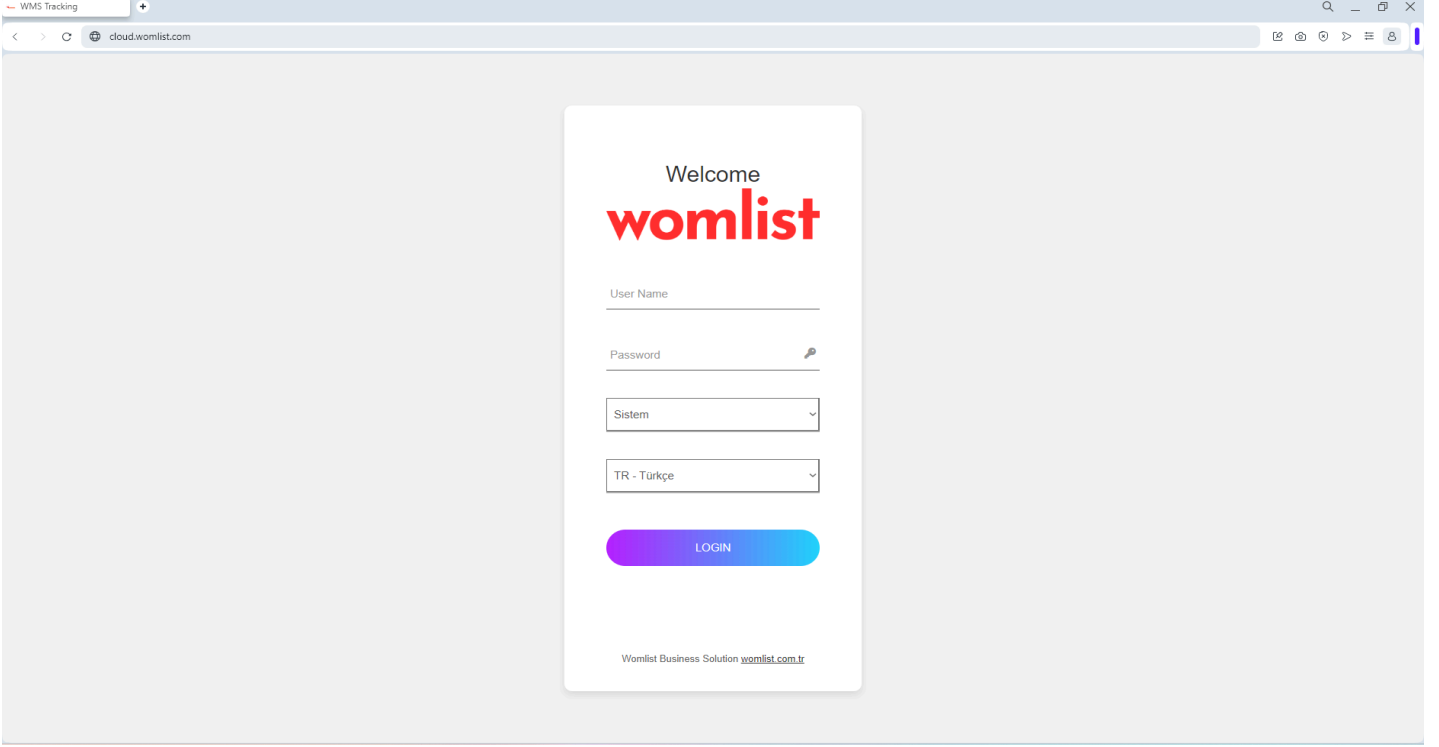 WMS Tracking
cloud.womlist.com
Welcome
womlist
User Name
Password
Sistem
TR - Türkçe
LOGIN
Womlist Business Solution womlist.com.tr